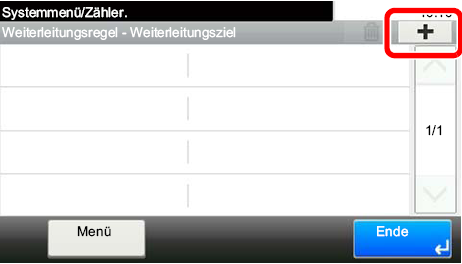 Systemmenü/Zähler.
Weiterleitungsregel - Weiterleitungsziel
+
1/1
Menü
Ende